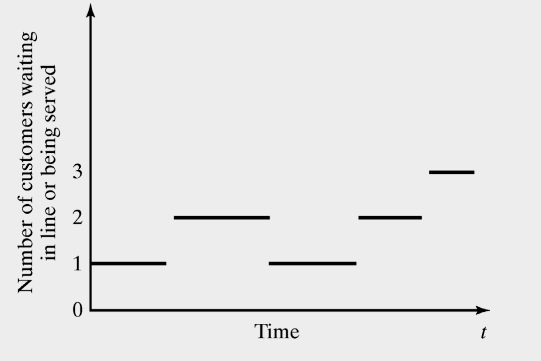 Number of customers waiting
in line or being served
3
2
1
0
Time
t